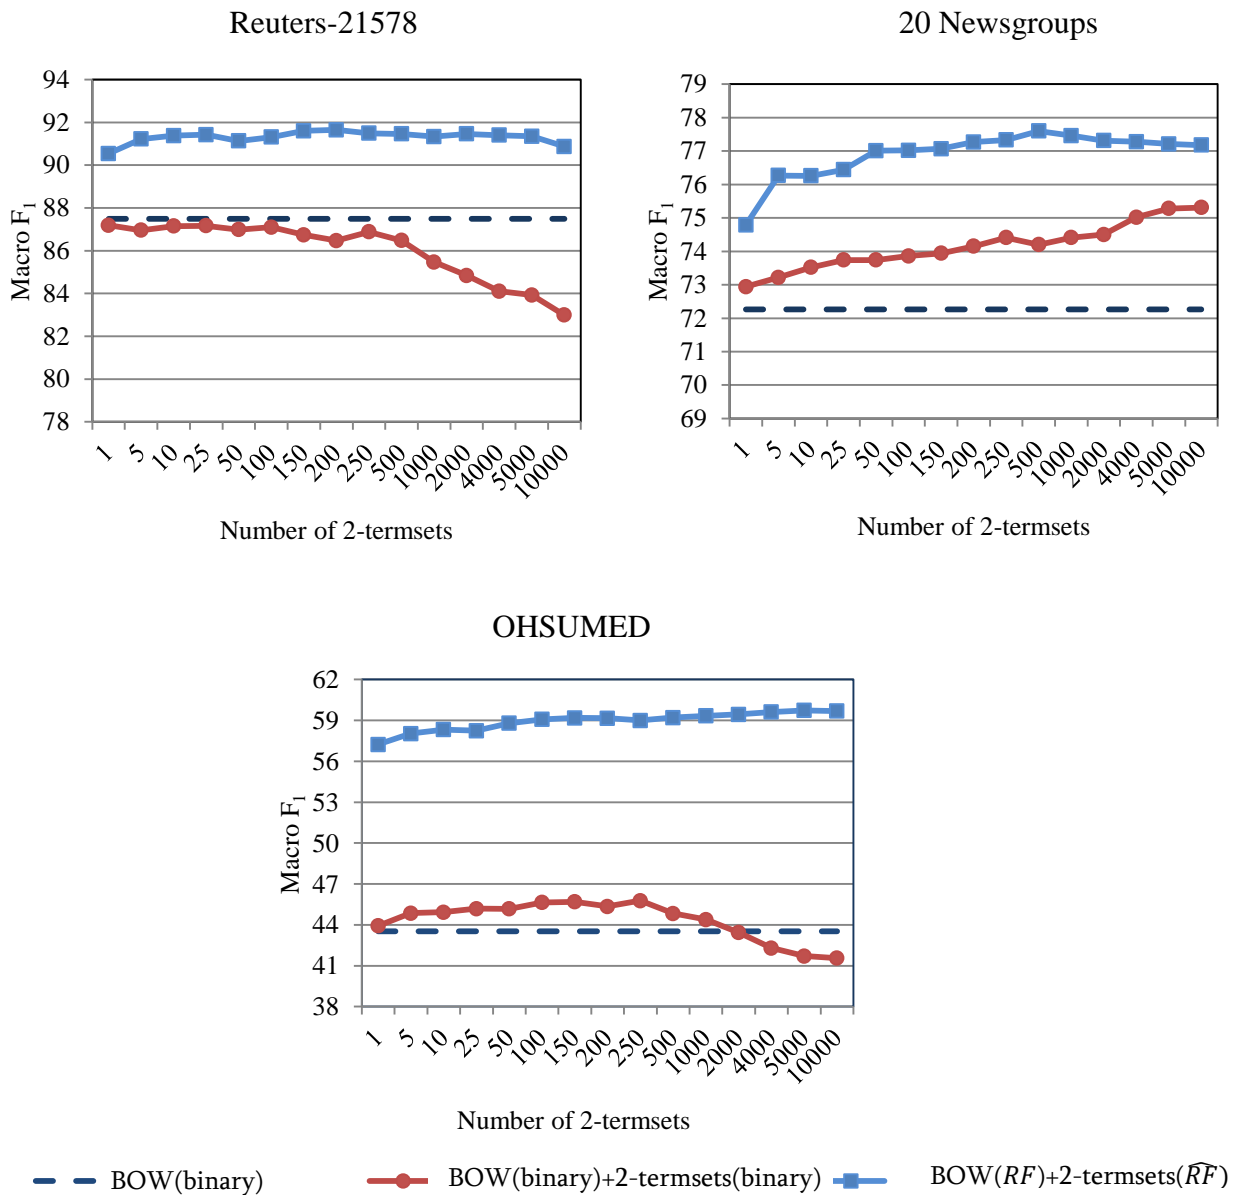 Reuters-21578
94
92
90
88
86
84
82
80
78
Macro F1
1 5 10 25 50 100 150 200 250 500 1000 2000 4000 5000 10000
Number of 2-termsets
20 Newsgroups
79
78
77
76
75
74
73
72
71
70
69
Macro F1
1 5 10 25 50 100 150 200 250 500 1000 2000 4000 5000 10000
Number of 2-termsets
OHSUMED
62
59
56
53
50
47
44
41
38
Macro F1
1 5 10 25 50 100 150 200 250 500 1000 2000 4000 5000 10000
Number of 2-termsets
BOW(binary) BOW(binary)+2-termsets(binary) BOW(RF)+2-termsets(R͡F)